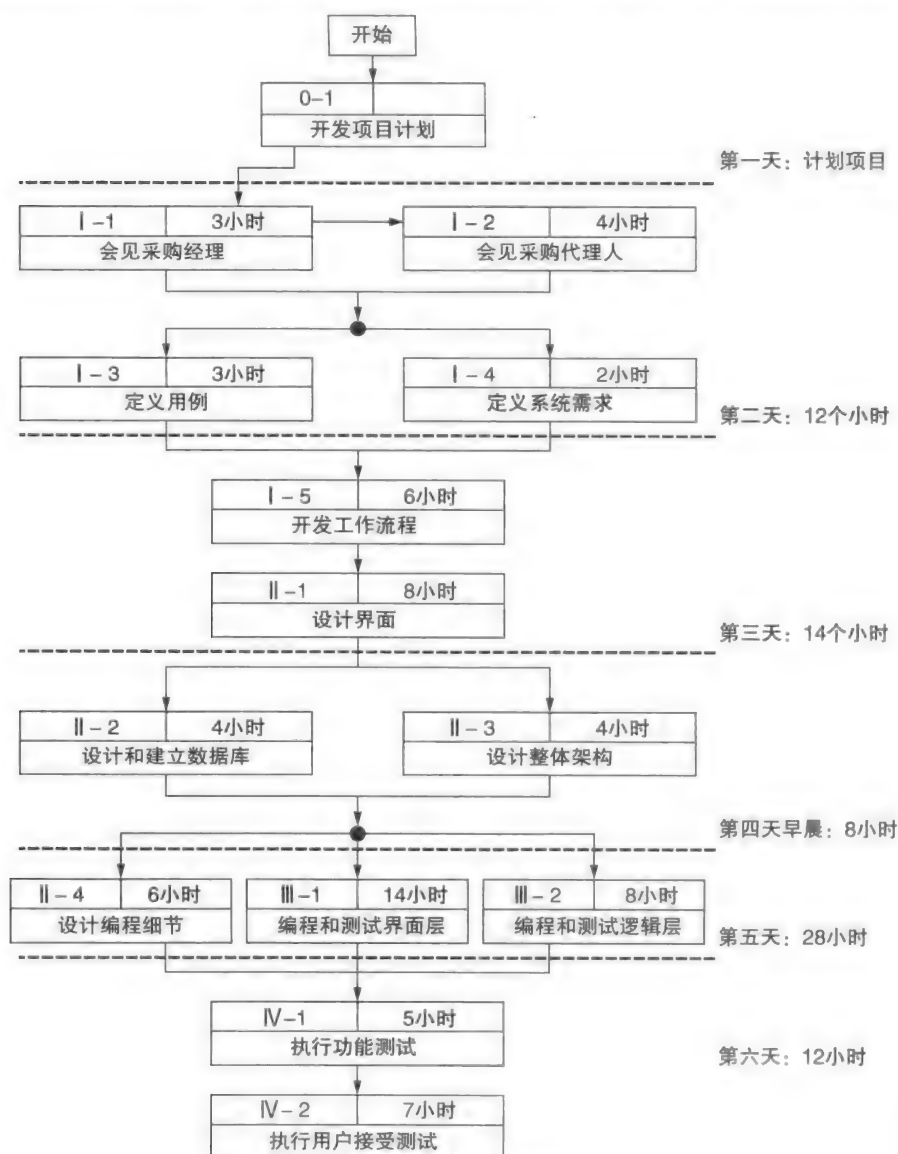 开始
0-1
开发项目计划
第一天：计划项目
Ⅰ-1 3小时
会见采购经理
Ⅰ-2 4小时
会见采购代理人
Ⅰ-3 3小时
定义用例
Ⅰ-4 2小时
定义系统需求
第二天：12个小时
Ⅰ-5 6小时
开发工作流程
Ⅱ-1 8小时
设计界面
第三天：14个小时
Ⅱ-2 4小时
设计和建立数据库
Ⅱ-3 4小时
设计整体架构
第四天早晨：8小时
Ⅱ-4 6小时
设计编程细节
Ⅲ-1 14小时
编程和测试界面层
Ⅲ-2 8小时
编程和测试逻辑层
第五天：28小时
Ⅳ-1 5小时
执行功能测试
第六天：12小时
Ⅳ-2 7小时
执行用户接受测试